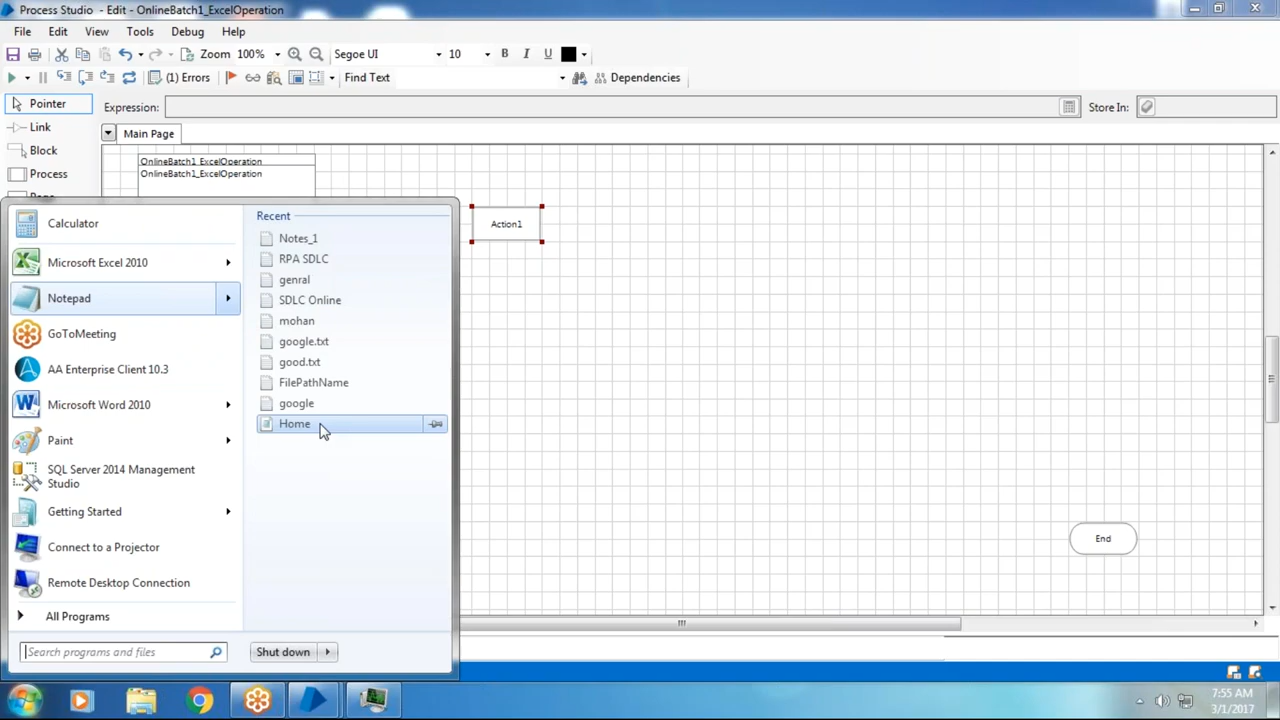 Process Studio - Edit - OnlineBatch1_ExcelOperation
File Edit View Tools Debug Help
Zoom 100% Segoe UI 10 B I U
(1) Errors Find Text Dependencies
Pointer Expression: Store In:
Link Main Page
Block OnlineBatch1_ExcelOperation
Process OnlineBatch1_ExcelOperation
Action1
End
Calculator
Microsoft Excel 2010
Notepad
GoToMeeting
AA Enterprise Client 10.3
Microsoft Word 2010
Paint
SQL Server 2014 Management
Studio
Getting Started
Connect to a Projector
Remote Desktop Connection
All Programs
Search programs and files Shut down
Recent
Notes_1
RPA SDLC
genral
SDLC Online
mohan
google.txt
good.txt
FilePathName
google
Home
7:55 AM
3/1/2017